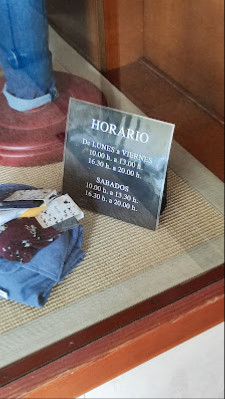 HORARIO
De LUNES a VIERNES
10.00 h. a 13.00 h.
16.30 h. a 20.00 h.
SABADOS
10.00 h. a 13.30 h.
16.30 h. a 20.00 h.